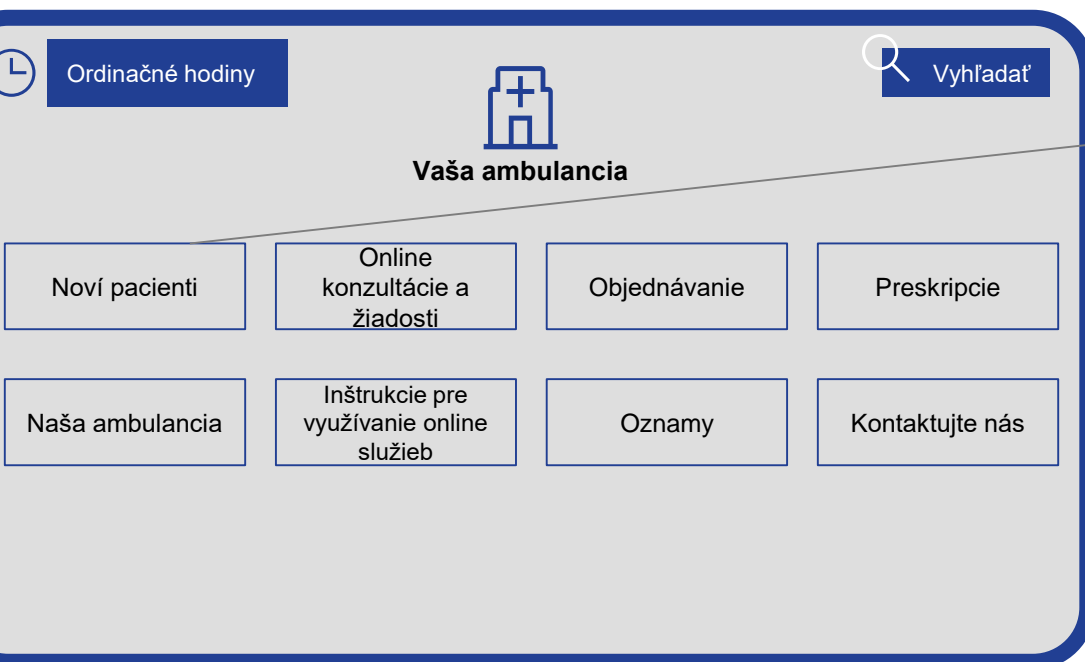 Ordinačné hodiny
Vyhľadať
Vaša ambulancia
Noví pacienti
Online
konzultácie a
žiadosti
Objednávanie
Preskripcie
Naša ambulancia
Inštrukcie pre
využívanie online
služieb
Oznamy
Kontaktujte nás